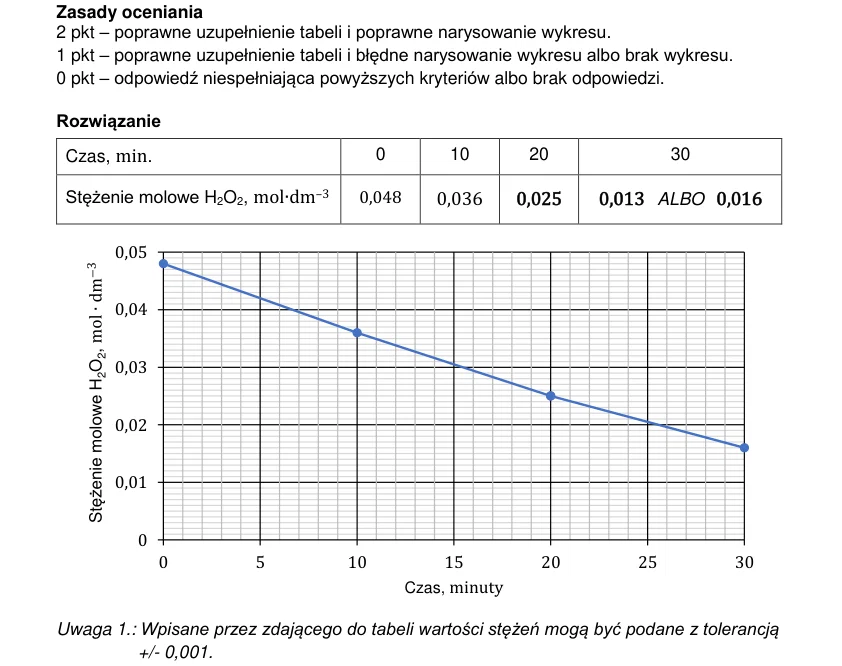 Zasady oceniania
2 pkt – poprawne uzupełnienie tabeli i poprawne narysowanie wykresu.
1 pkt – poprawne uzupełnienie tabeli i błędne narysowanie wykresu albo brak wykresu.
0 pkt – odpowiedź niespełniająca powyższych kryteriów albo brak odpowiedzi.
Rozwiązanie
Czas, min. 0 10 20 30
Stężenie molowe H₂O₂, mol·dm⁻³ 0,048 0,036 0,025 0,013 ALBO 0,016
Stężenie molowe H₂O₂, mol · dm⁻³
0,05
0,04
0,03
0,02
0,01
0
0 5 10 15 20 25 30
Czas, minuty
Uwaga 1.: Wpisane przez zdającego do tabeli wartości stężeń mogą być podane z tolerancją
+/- 0,001.